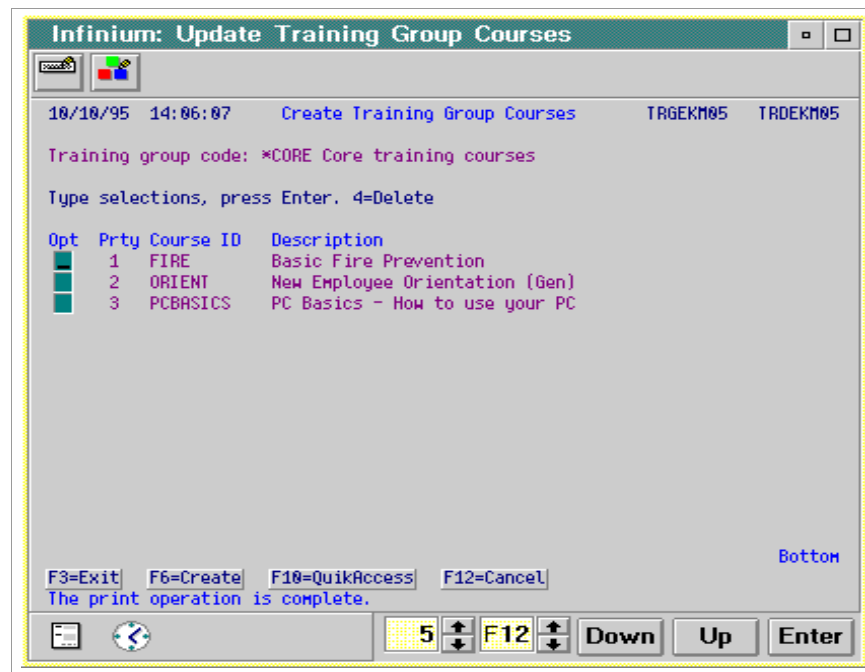 Infinium: Update Training Group Courses
10/10/95 14:06:07 Create Training Group Courses TRGEKM05 TRDEKM05
Training group code: *CORE Core training courses
Type selections, press Enter. 4=Delete
Opt Prty Course ID Description
1 FIRE Basic Fire Prevention
2 ORIENT New Employee Orientation (Gen)
3 PCBASICS PC Basics - How to use your PC
Bottom
F3=Exit F6=Create F10=QuikAccess F12=Cancel
The print operation is complete.
5 F12 Down Up Enter